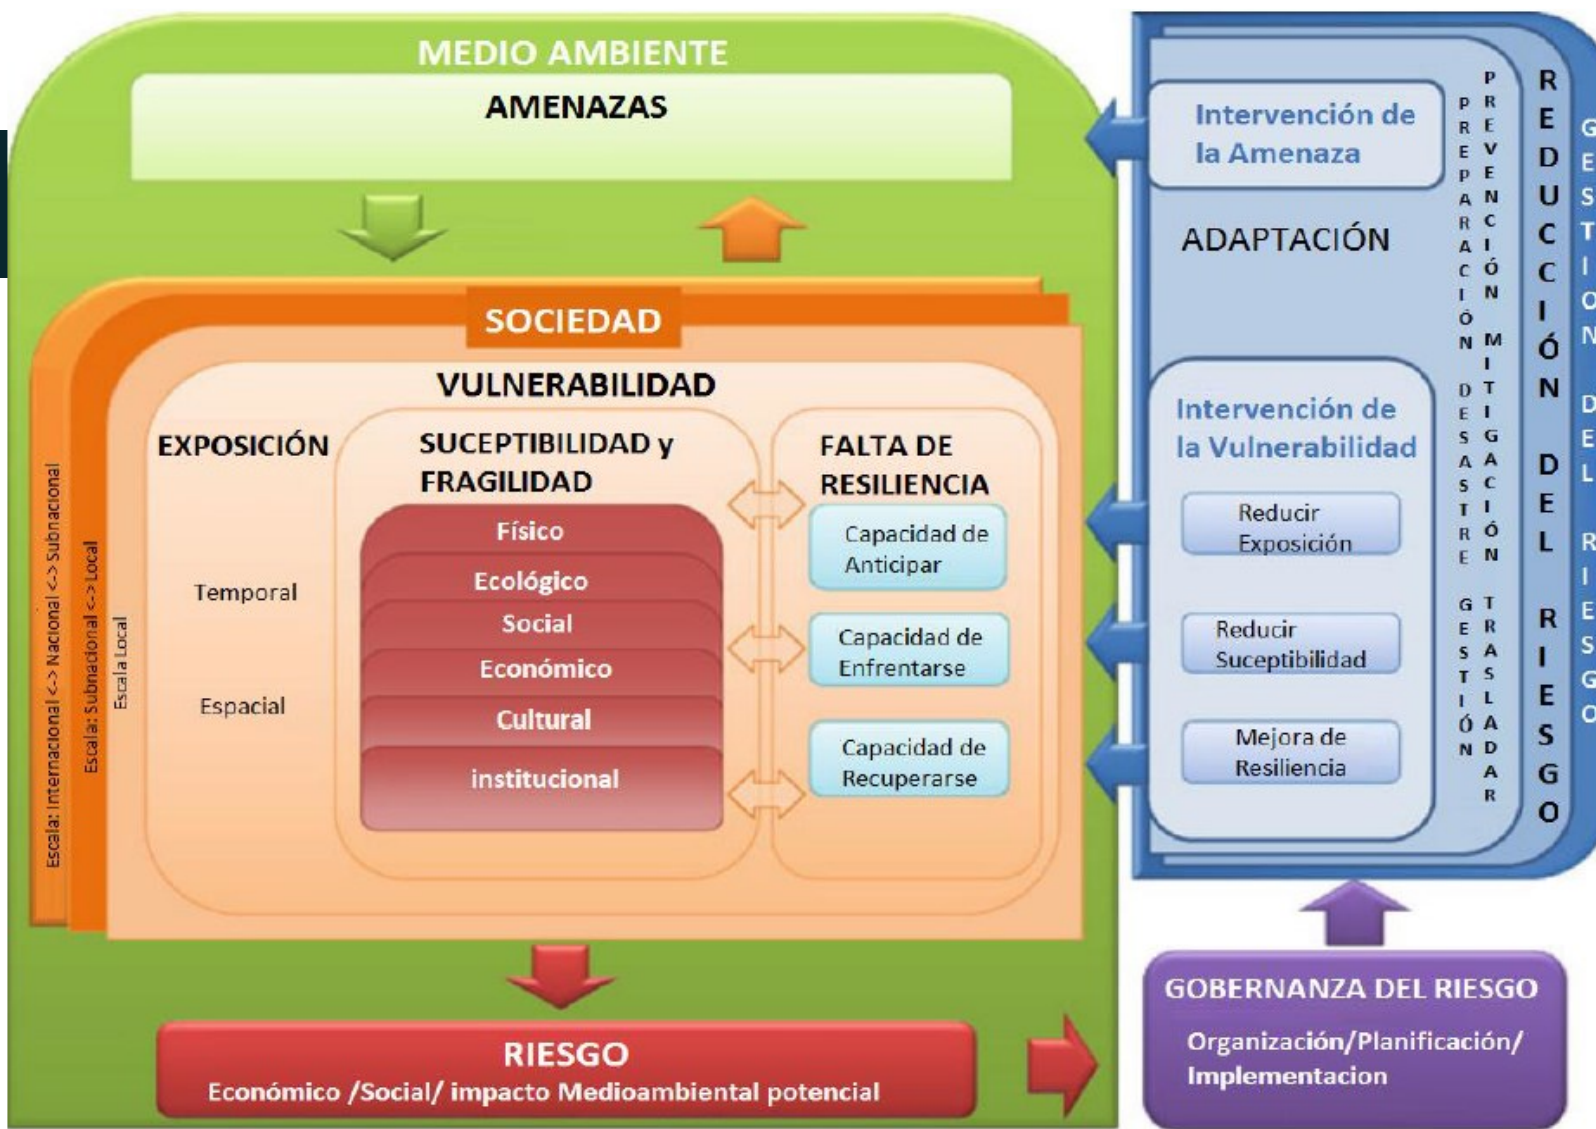 MEDIO AMBIENTE
AMENAZAS
SOCIEDAD
VULNERABILIDAD
EXPOSICIÓN
Temporal
Espacial
SUCEPTIBILIDAD y
FRAGILIDAD
Físico
Ecológico
Social
Económico
Cultural
institucional
FALTA DE
RESILIENCIA
Capacidad de
Anticipar
Capacidad de
Enfrentarse
Capacidad de
Recuperarse
Escala: Internacional <-> Nacional <-> Subnacional
Escala: Subnacional <-> Local
Escala Local
RIESGO
Económico /Social/ impacto Medioambiental potencial
Intervención de
la Amenaza
ADAPTACIÓN
Intervención de
la Vulnerabilidad
Reducir
Exposición
Reducir
Suceptibilidad
Mejora de
Resiliencia
PREPARACIÓN DESASTRE GESTIÓN
PREVENCIÓN MITIGACIÓN TRASLADAR
REDUCCIÓN DEL RIESGO
GESTION DEL RIESGO
GOBERNANZA DEL RIESGO
Organización/Planificación/
Implementacion